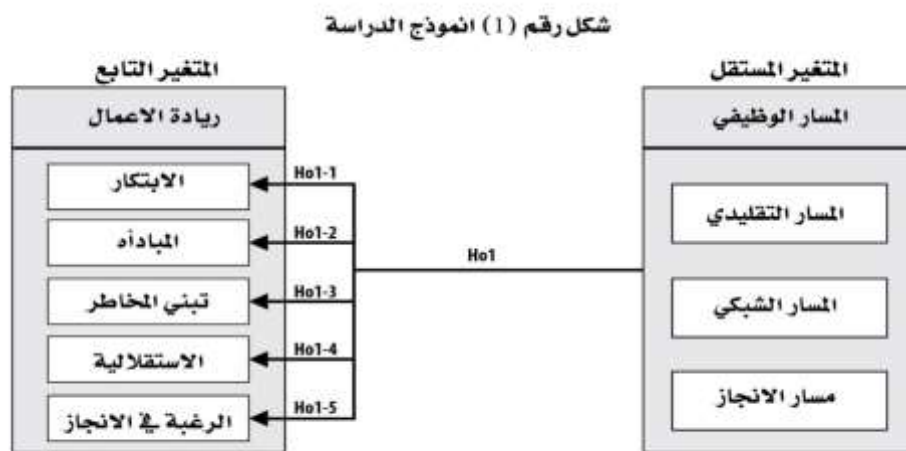 شكل رقم (1) انموذج الدراسة
المتغير المستقل
المسار الوظيفي
المسار التقليدي
المسار الشبكي
مسار الانجاز
Ho1
المتغير التابع
ريادة الاعمال
Ho1-1
الابتكار
Ho1-2
المبادأه
Ho1-3
تبني المخاطر
Ho1-4
الاستقلالية
Ho1-5
الرغبة في الانجاز